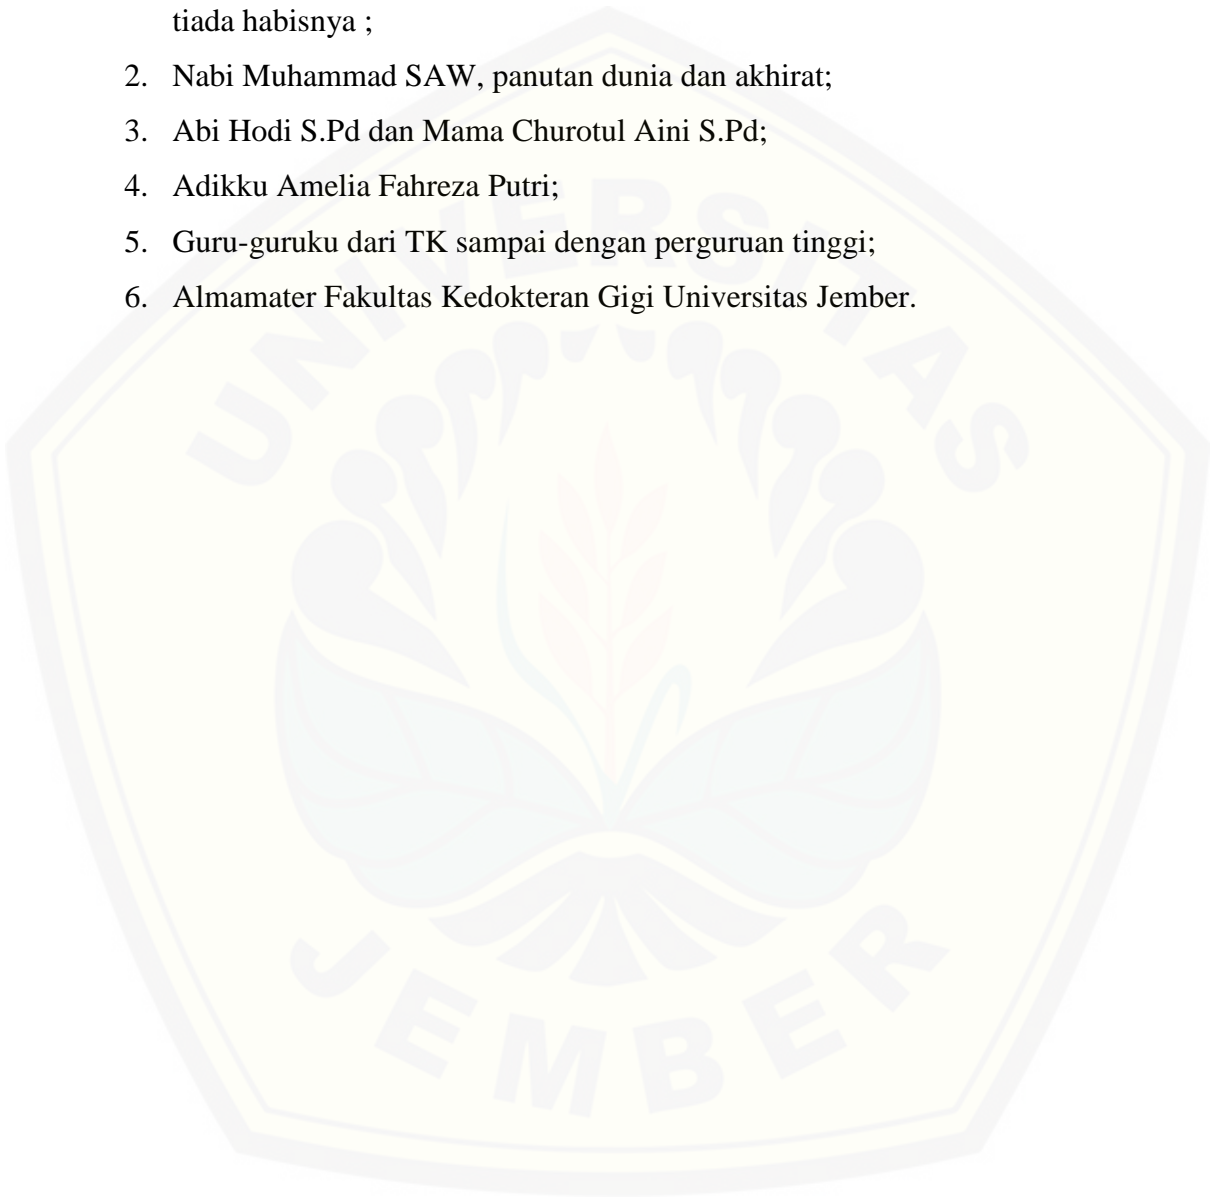 tiada habisnya ;
2. Nabi Muhammad SAW, panutan dunia dan akhirat;
3. Abi Hodi S.Pd dan Mama Churotul Aini S.Pd;
4. Adikku Amelia Fahreza Putri;
5. Guru-guruku dari TK sampai dengan perguruan tinggi;
6. Almamater Fakultas Kedokteran Gigi Universitas Jember.
UNIVERSITAS
JEMBER